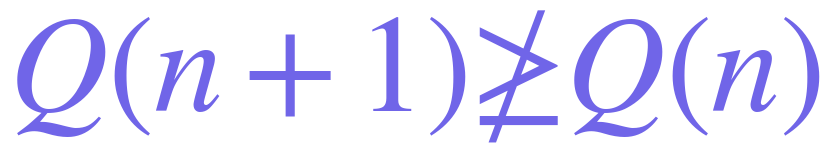 Q(n + 1) ≱ Q(n)